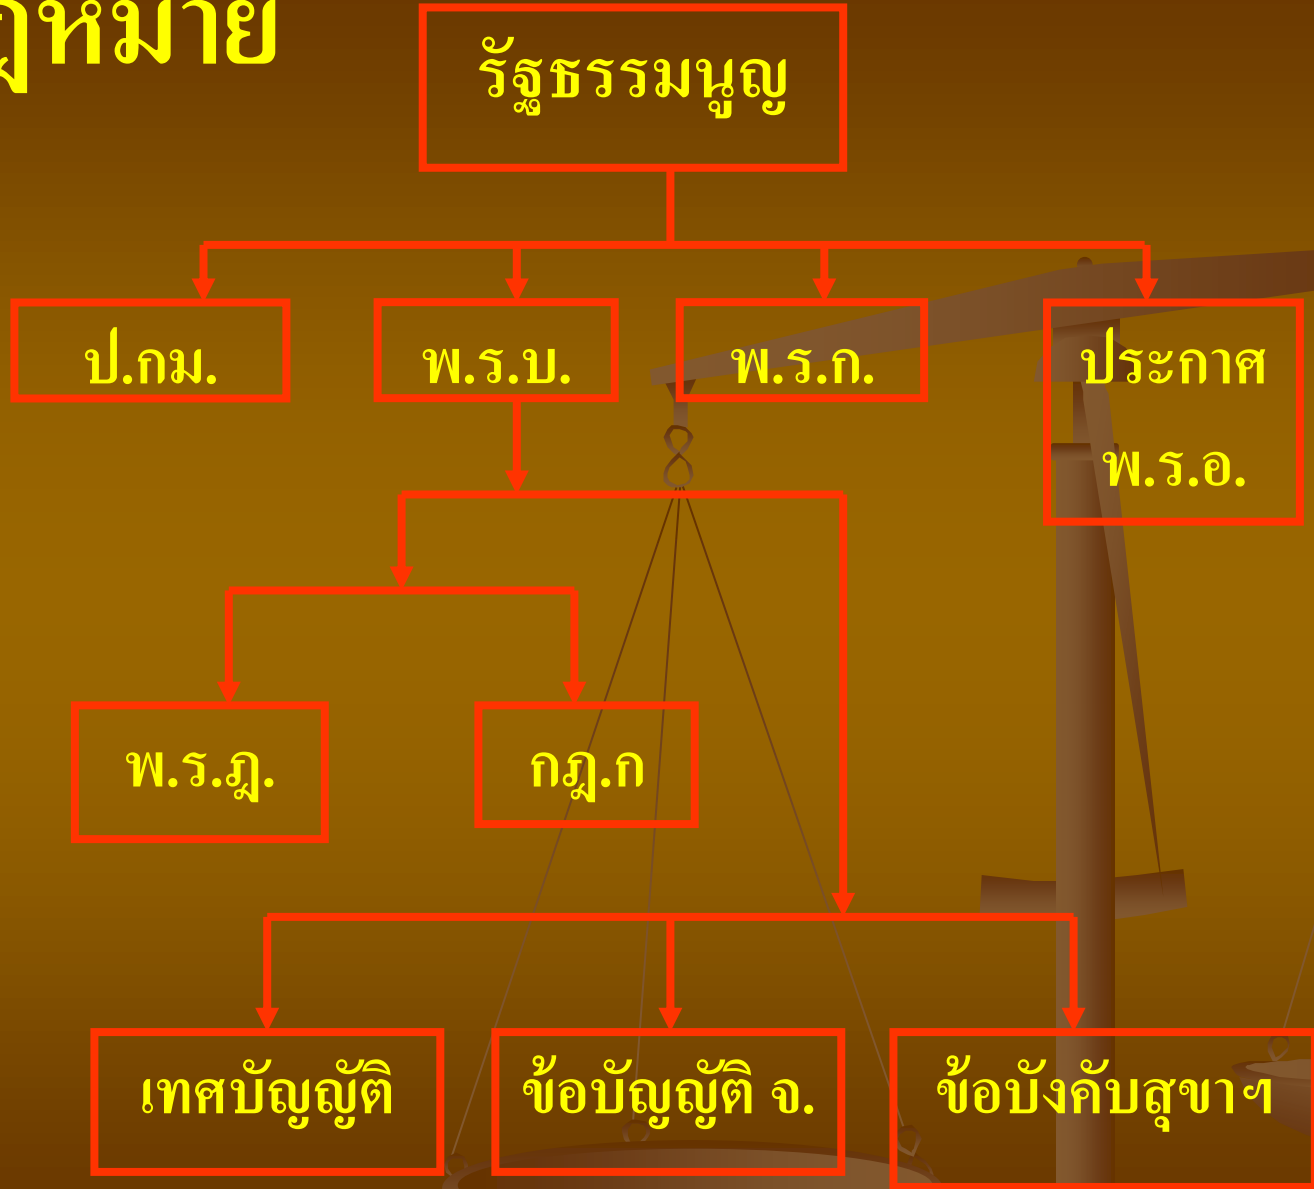 ฎหมาย
รัฐธรรมนูญ
ป.กม.
พ.ร.บ.
พ.ร.ก.
ประกาศ
พ.ร.อ.
พ.ร.ฎ.
กฎ.ก
เทศบัญญัติ
ข้อบัญญัติ จ.
ข้อบังคับสุขาฯ